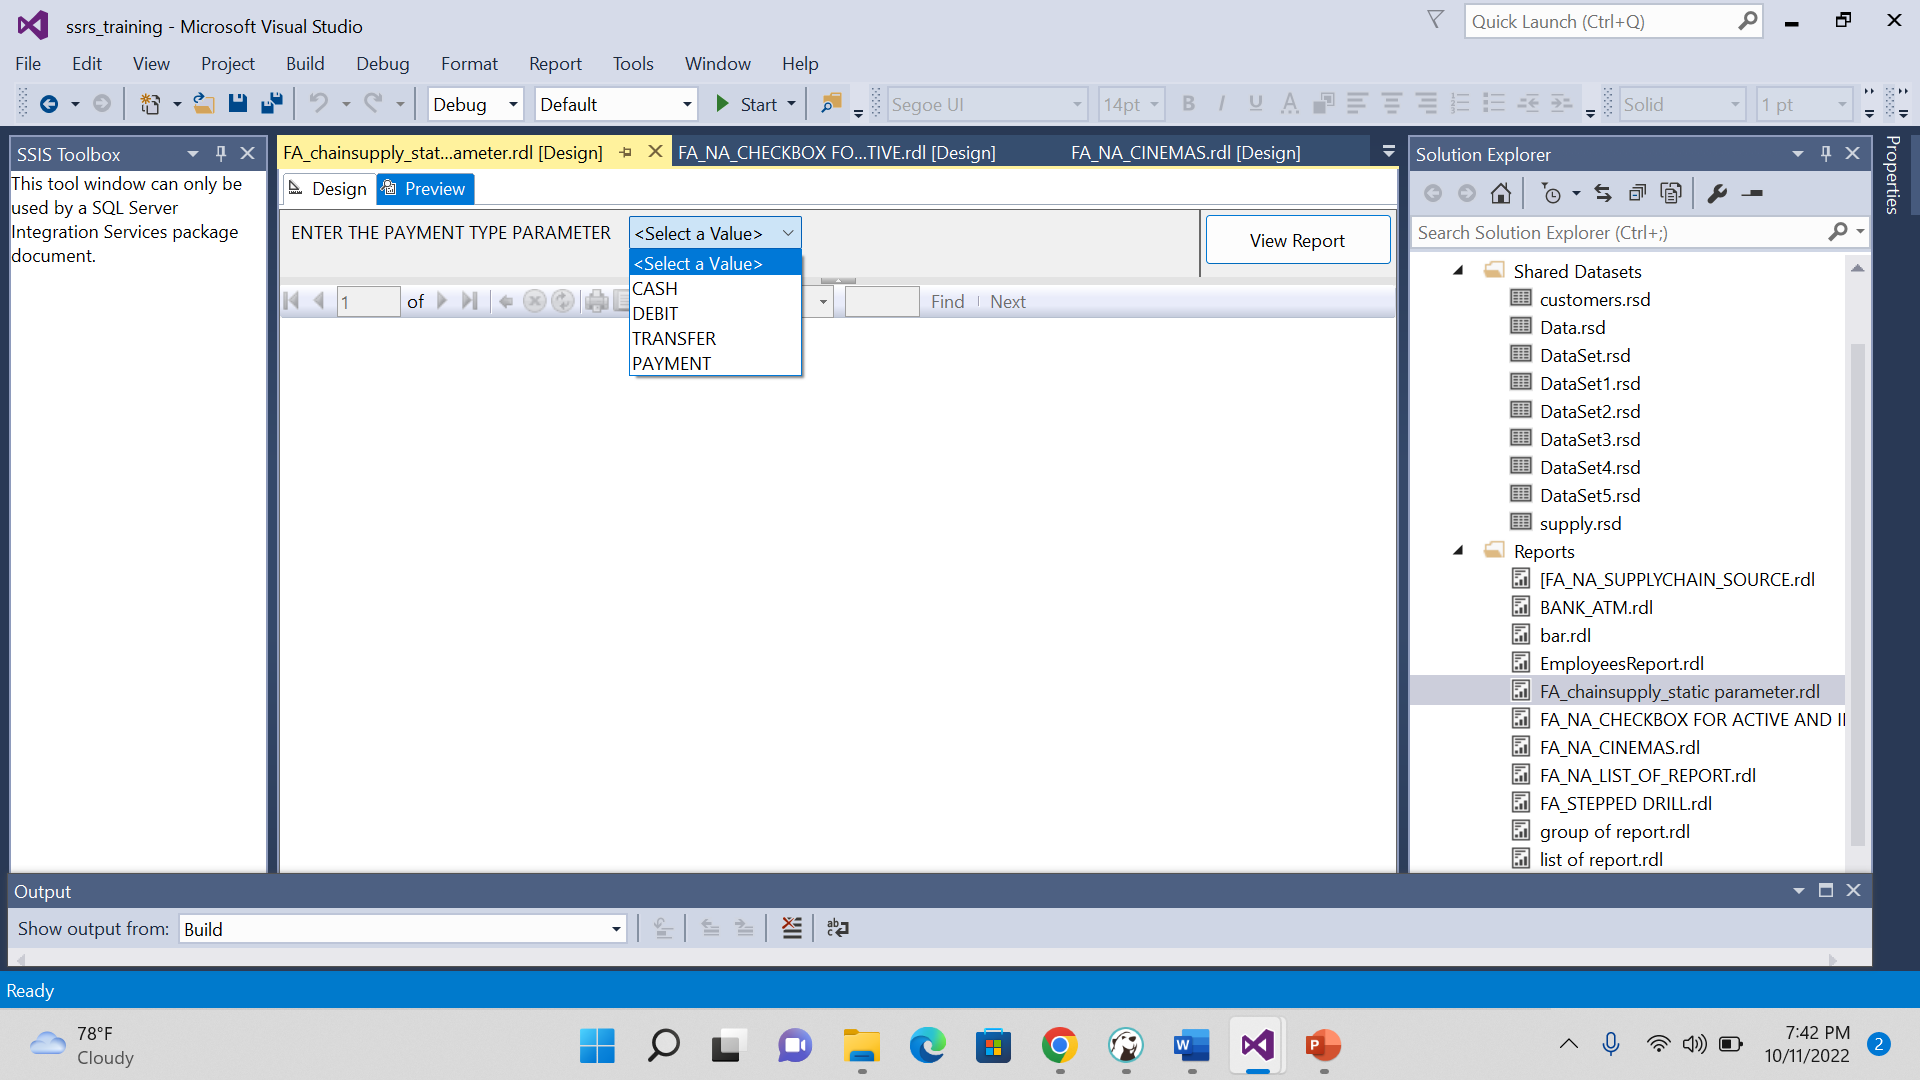 ssrs_training - Microsoft Visual Studio
Quick Launch (Ctrl+Q)
File Edit View Project Build Debug Format Report Tools Window Help
Debug Default Start Segoe UI 14pt B I U A Solid 1 pt
SSIS Toolbox
This tool window can only be
used by a SQL Server
Integration Services package
document.
FA_chainsupply_stat...ameter.rdl [Design] FA_NA_CHECKBOX FO...TIVE.rdl [Design] FA_NA_CINEMAS.rdl [Design]
Design Preview
ENTER THE PAYMENT TYPE PARAMETER <Select a Value> View Report
<Select a Value>
CASH
DEBIT
TRANSFER
PAYMENT
1 of Find Next
Solution Explorer
Search Solution Explorer (Ctrl+;)
Shared Datasets
customers.rsd
Data.rsd
DataSet.rsd
DataSet1.rsd
DataSet2.rsd
DataSet3.rsd
DataSet4.rsd
DataSet5.rsd
supply.rsd
Reports
[FA_NA_SUPPLYCHAIN_SOURCE.rdl
BANK_ATM.rdl
bar.rdl
EmployeesReport.rdl
FA_chainsupply_static parameter.rdl
FA_NA_CHECKBOX FOR ACTIVE AND I
FA_NA_CINEMAS.rdl
FA_NA_LIST_OF_REPORT.rdl
FA_STEPPED DRILL.rdl
group of report.rdl
list of report.rdl
Properties
Output
Show output from: Build
Ready
78°F
Cloudy
7:42 PM
10/11/2022
2